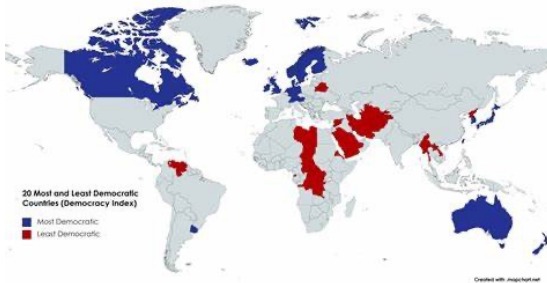 20 Most and Least Democratic
Countries (Democracy Index)
Most Democratic
Least Democratic
Created with mapchart.net